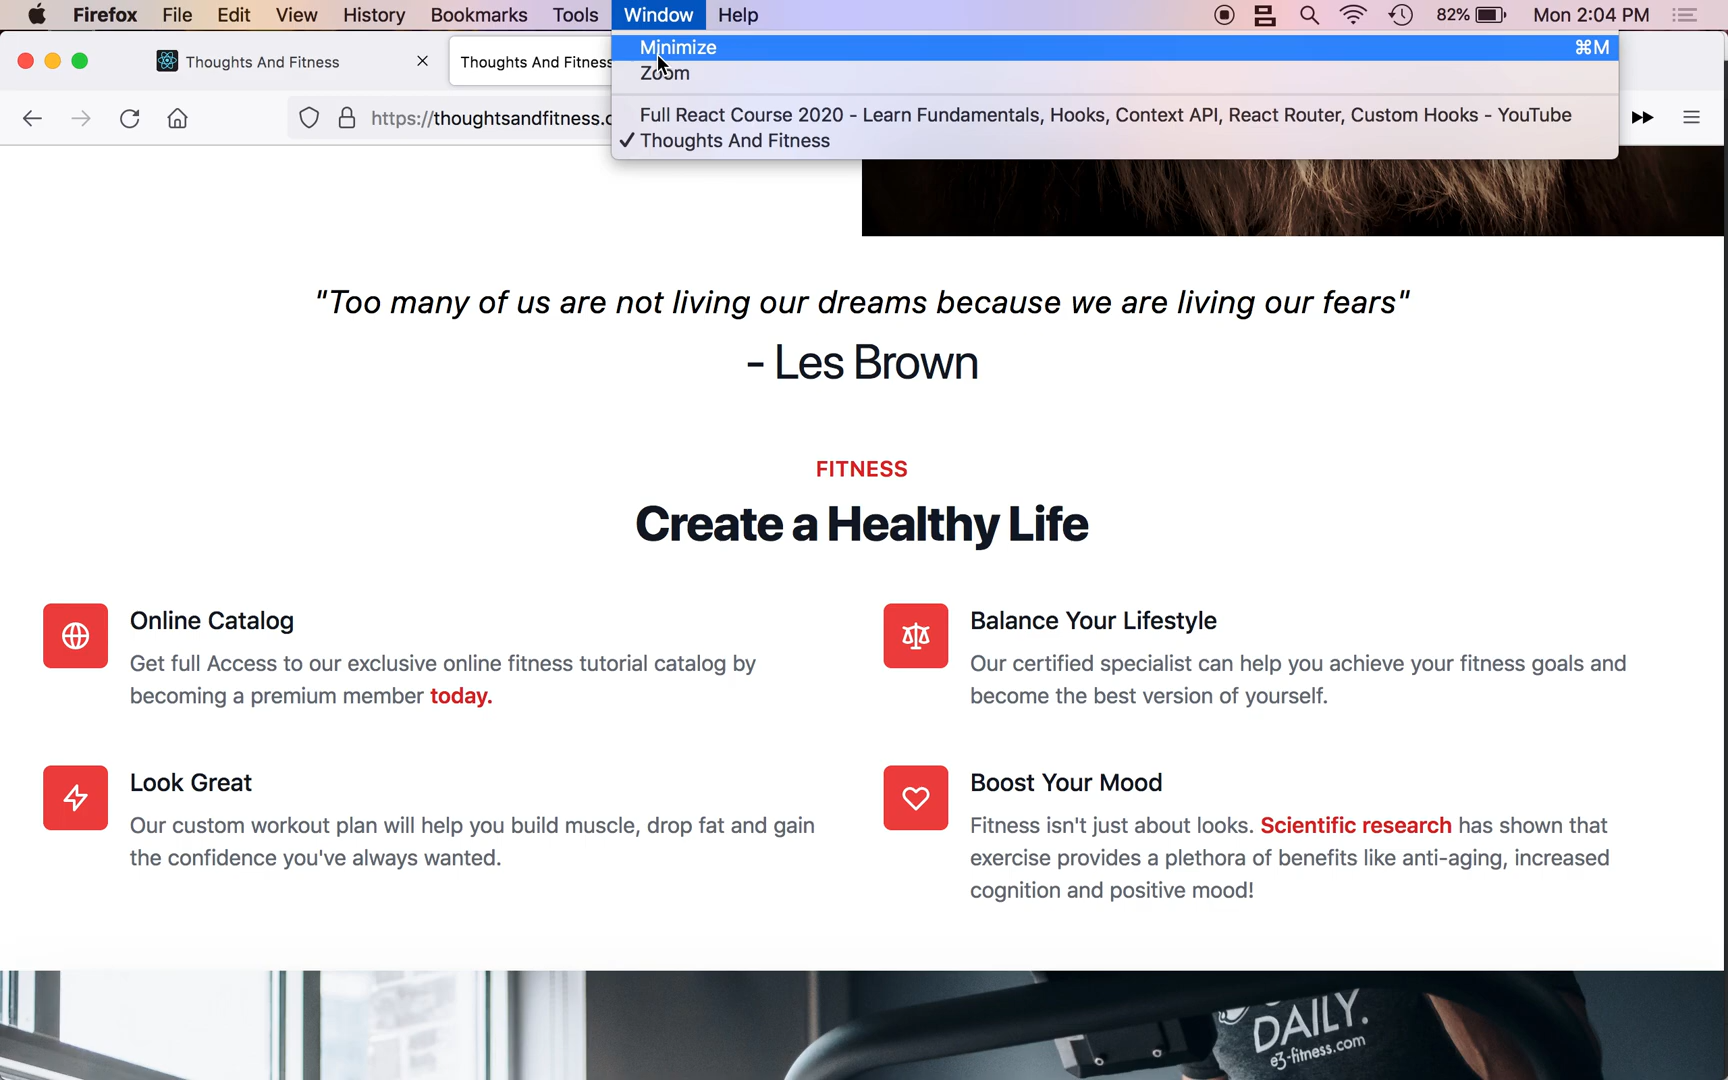 Firefox File Edit View History Bookmarks Tools Window Help 82% Mon 2:04 PM
Minimize ⌘M
Zoom
Full React Course 2020 - Learn Fundamentals, Hooks, Context API, React Router, Custom Hooks - YouTube
✓ Thoughts And Fitness
Thoughts And Fitness Thoughts And Fitness
https://thoughtsandfitness.c
"Too many of us are not living our dreams because we are living our fears"
- Les Brown
FITNESS
Create a Healthy Life
Online Catalog
Get full Access to our exclusive online fitness tutorial catalog by
becoming a premium member today.
Balance Your Lifestyle
Our certified specialist can help you achieve your fitness goals and
become the best version of yourself.
Look Great
Our custom workout plan will help you build muscle, drop fat and gain
the confidence you've always wanted.
Boost Your Mood
Fitness isn't just about looks. Scientific research has shown that
exercise provides a plethora of benefits like anti-aging, increased
cognition and positive mood!
DAILY.
e3-fitness.com